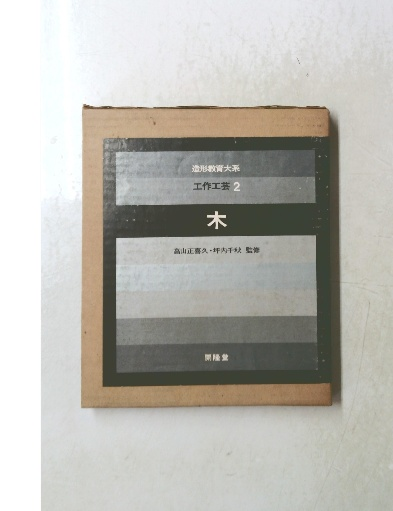 造形教育大系
工作工芸 2
木
高山正喜久・坪内千秋 監修
開隆堂